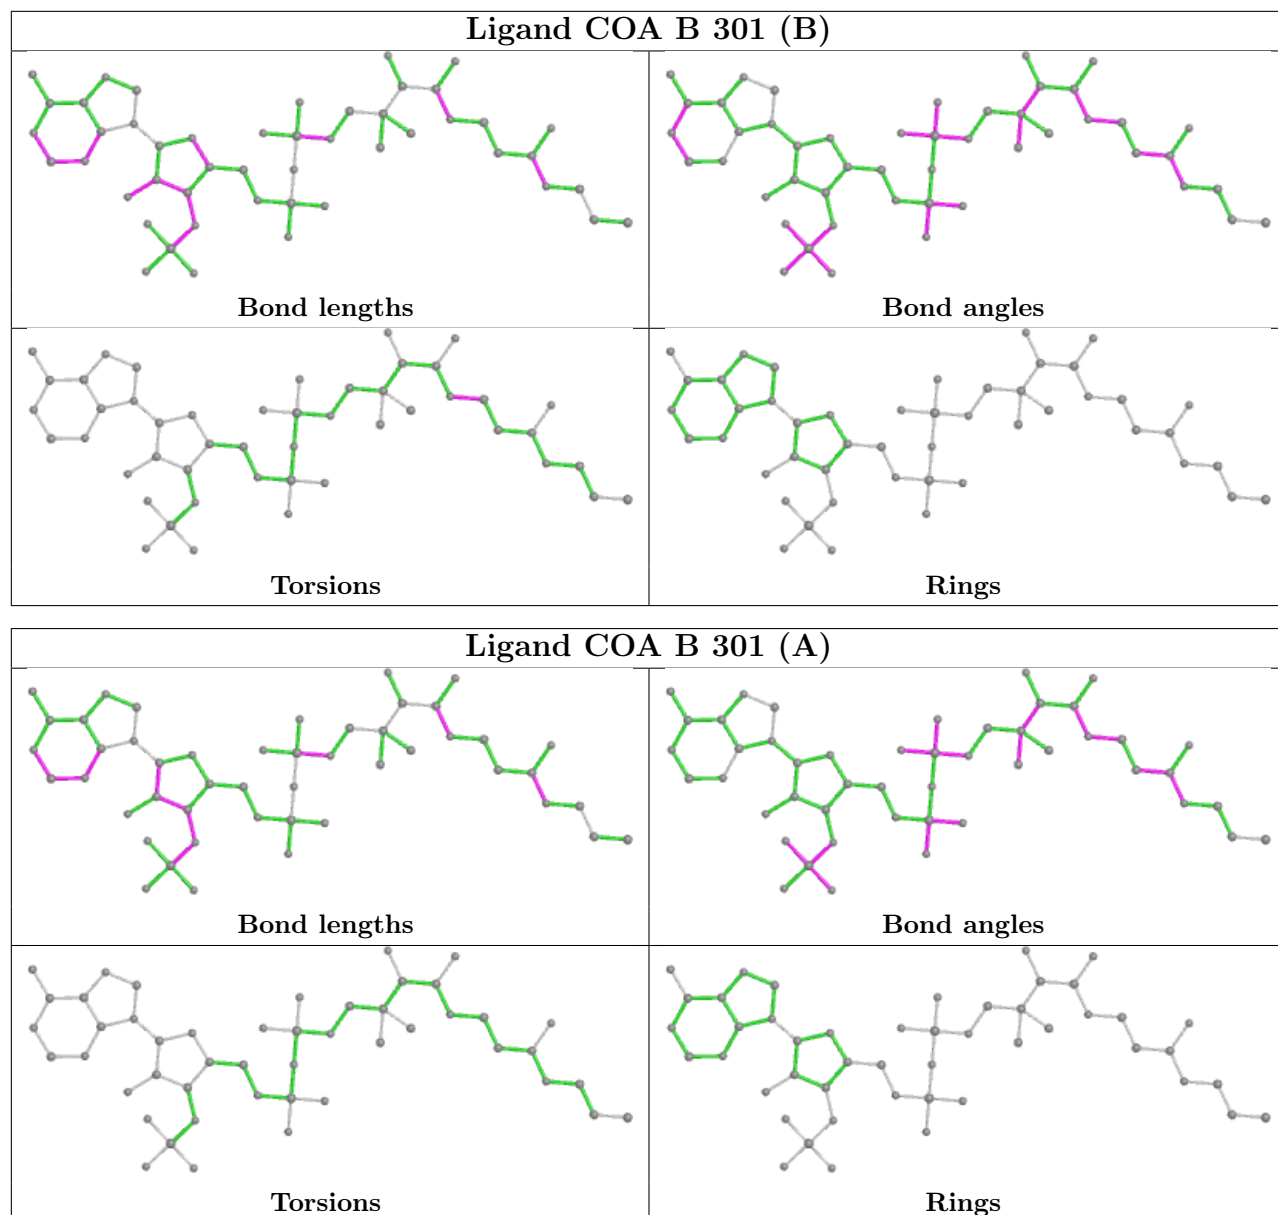 Ligand COA B 301 (B)
Bond lengths
Bond angles
Torsions
Rings
Ligand COA B 301 (A)
Bond lengths
Bond angles
Torsions
Rings